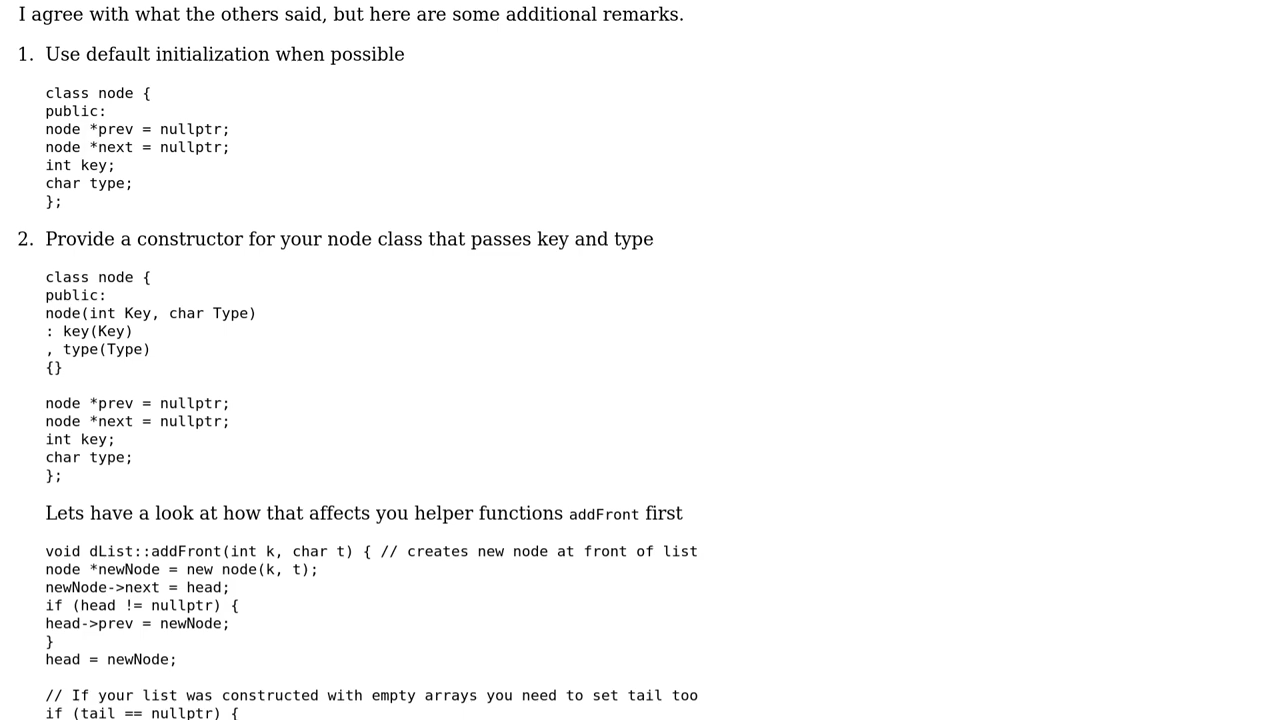 I agree with what the others said, but here are some additional remarks.
1. Use default initialization when possible
class node {
public:
node *prev = nullptr;
node *next = nullptr;
int key;
char type;
};
2. Provide a constructor for your node class that passes key and type
class node {
public:
node(int Key, char Type)
: key(Key)
, type(Type)
{}
node *prev = nullptr;
node *next = nullptr;
int key;
char type;
};
Lets have a look at how that affects you helper functions addFront first
void dList::addFront(int k, char t) { // creates new node at front of list
node *newNode = new node(k, t);
newNode->next = head;
if (head != nullptr) {
head->prev = newNode;
}
head = newNode;
// If your list was constructed with empty arrays you need to set tail too
if (tail == nullptr) {